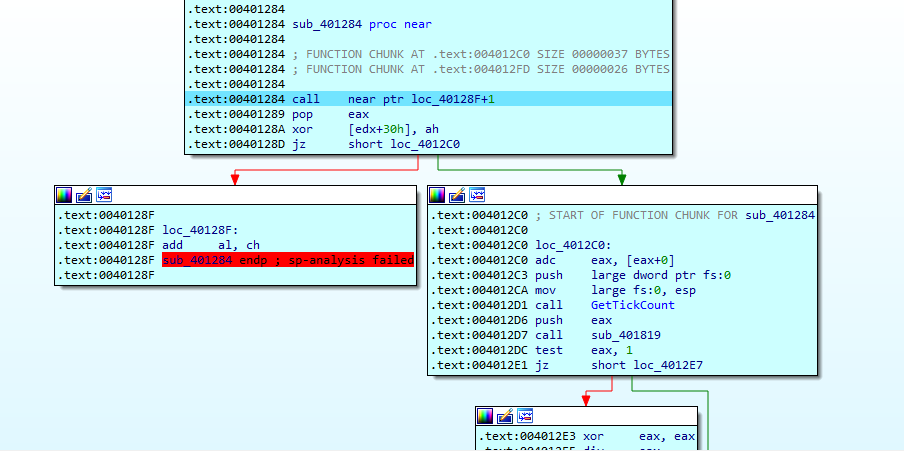 .text:00401284
.text:00401284 sub_401284 proc near
.text:00401284
.text:00401284 ; FUNCTION CHUNK AT .text:004012C0 SIZE 00000037 BYTES
.text:00401284 ; FUNCTION CHUNK AT .text:004012FD SIZE 00000026 BYTES
.text:00401284
.text:00401284 call near ptr loc_40128F+1
.text:00401289 pop eax
.text:0040128A xor [edx+30h], ah
.text:0040128D jz short loc_4012C0
.text:0040128F
.text:0040128F loc_40128F:
.text:0040128F add al, ch
.text:0040128F sub_401284 endp ; sp-analysis failed
.text:0040128F
.text:004012C0 ; START OF FUNCTION CHUNK FOR sub_401284
.text:004012C0
.text:004012C0 loc_4012C0:
.text:004012C0 adc eax, [eax+0]
.text:004012C3 push large dword ptr fs:0
.text:004012CA mov large fs:0, esp
.text:004012D1 call GetTickCount
.text:004012D6 push eax
.text:004012D7 call sub_401819
.text:004012DC test eax, 1
.text:004012E1 jz short loc_4012E7
.text:004012E3 xor eax, eax
.text:004012E5 div eax